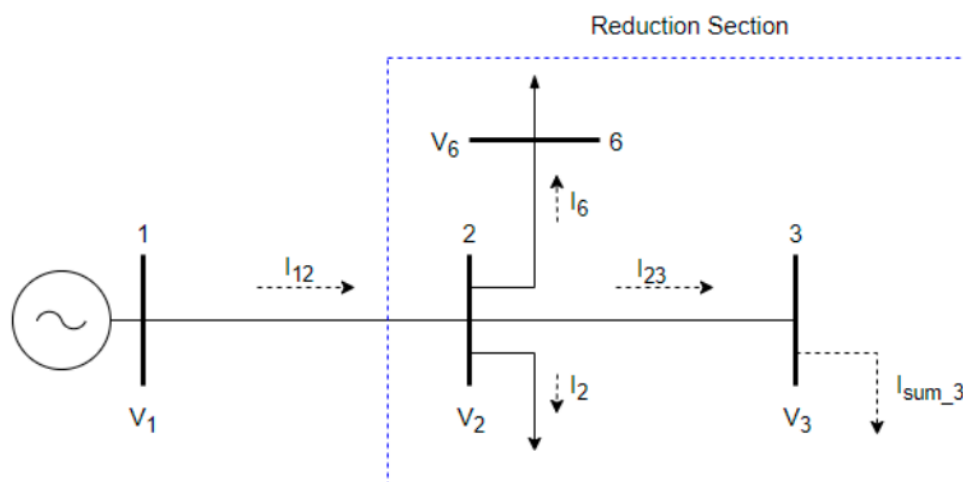 Reduction Section
V6
6
I6
1
2
3
I12
I23
I2
Isum_3
V1
V2
V3